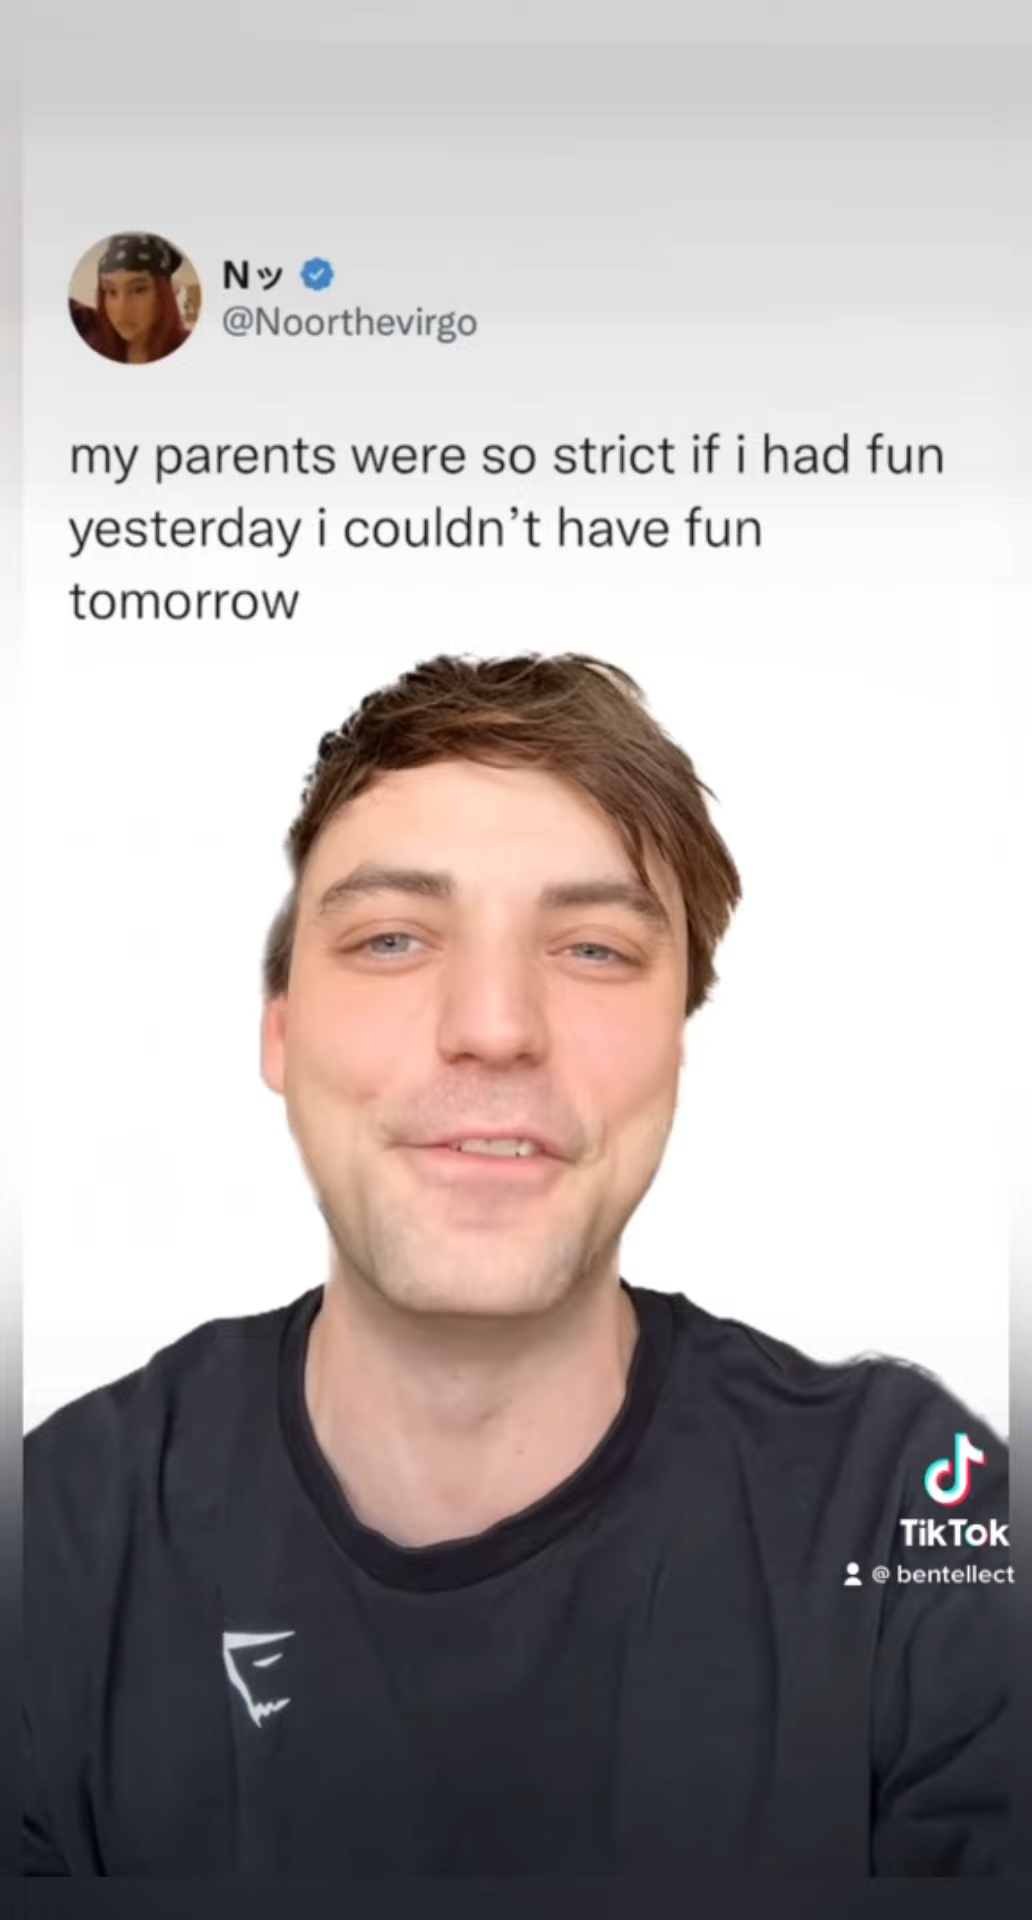 Nッ
@Noorthevirgo
my parents were so strict if i had fun
yesterday i couldn't have fun
tomorrow
TikTok
@ bentellect